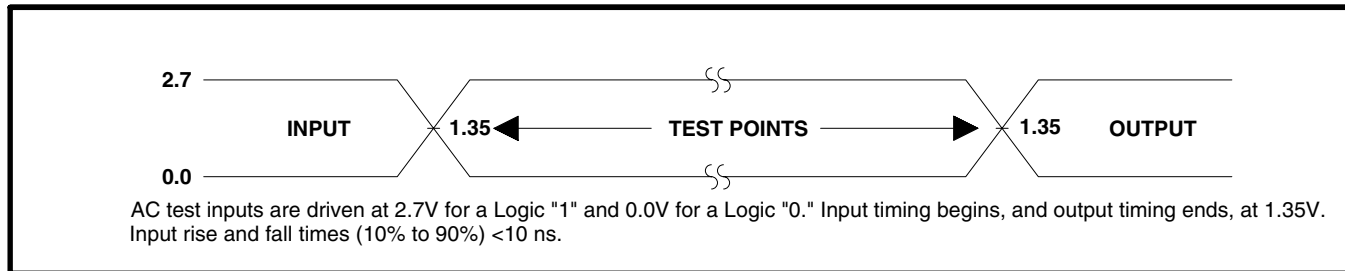 2.7
INPUT 1.35 TEST POINTS 1.35 OUTPUT
0.0
AC test inputs are driven at 2.7V for a Logic "1" and 0.0V for a Logic "0." Input timing begins, and output timing ends, at 1.35V.
Input rise and fall times (10% to 90%) <10 ns.